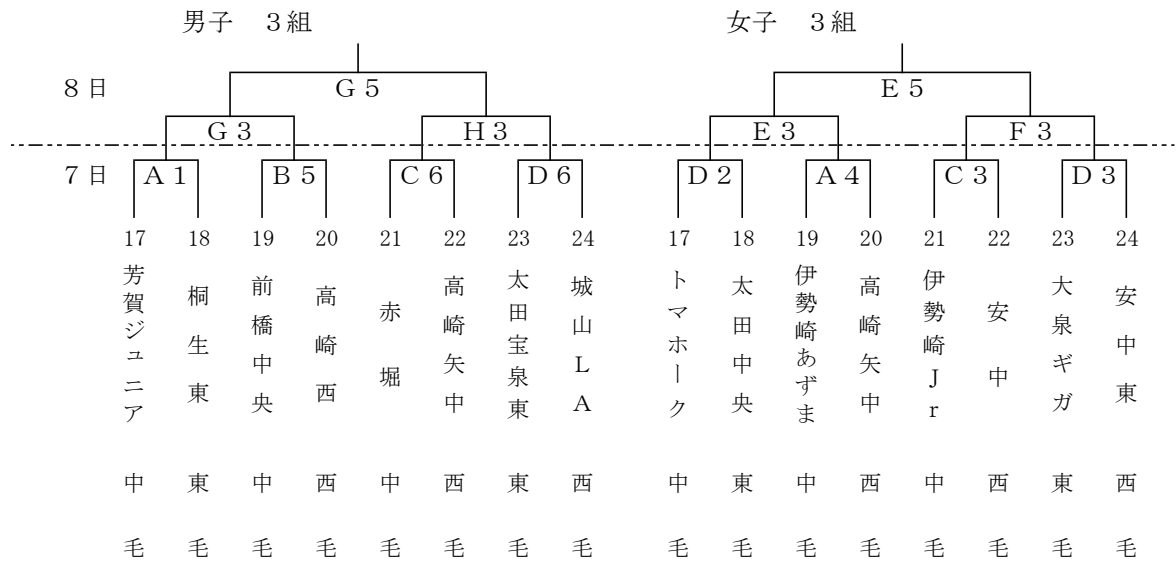 男子　３組
女子　３組
８日
Ｇ５
Ｅ５
Ｇ３
Ｈ３
Ｅ３
Ｆ３
７日
Ａ１
Ｂ５
Ｃ６
Ｄ６
Ｄ２
Ａ４
Ｃ３
Ｄ３
17
芳賀ジュニア
中毛
18
桐生東
東毛
19
前橋中央
中毛
20
高崎西
西毛
21
赤堀
中毛
22
高崎矢中
西毛
23
太田宝泉東
東毛
24
城山ＬＡ
西毛
17
トマホーク
中毛
18
太田中央
東毛
19
伊勢崎あずま
中毛
20
高崎矢中
西毛
21
伊勢崎Ｊｒ
中毛
22
安中
西毛
23
大泉ギガ
東毛
24
安中東
西毛